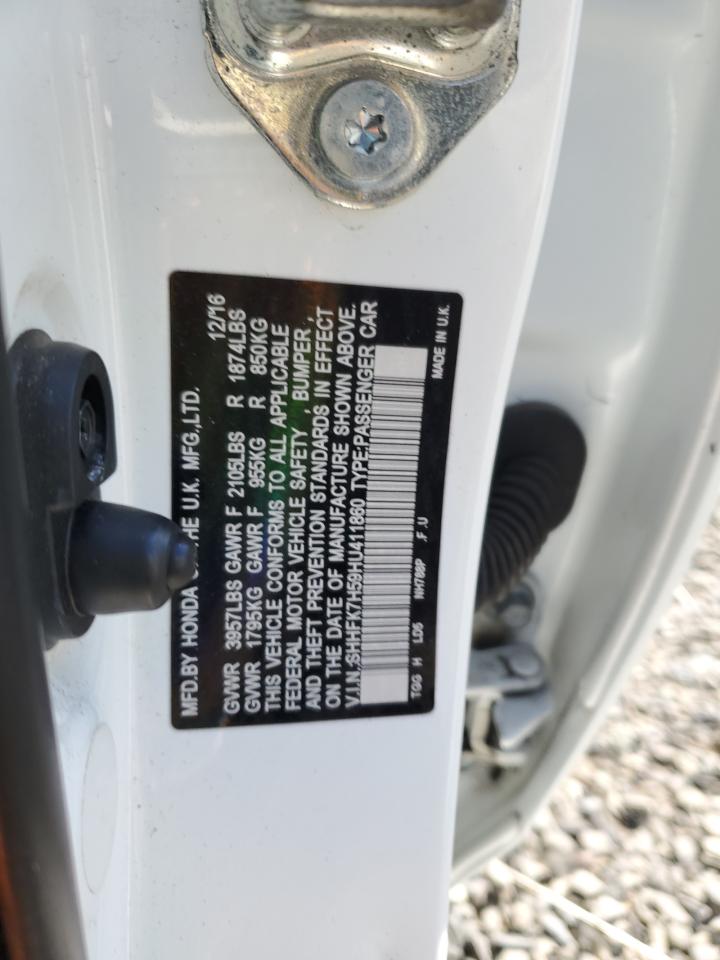 MFD.BY HONDA THE U.K. MFG.,LTD. 12/16
GVWR 3957LBS GAWR F 2105LBS R 1874LBS
GVWR 1795KG GAWR F 955KG R 850KG
THIS VEHICLE CONFORMS TO ALL APPLICABLE
FEDERAL MOTOR VEHICLE SAFETY , BUMPER ,
AND THEFT PREVENTION STANDARDS IN EFFECT
ON THE DATE OF MANUFACTURE SHOWN ABOVE.
V.I.N.:SHHFK7H59HU411860 TYPE:PASSENGER CAR
TGG H LD5 NH788P .F .U MADE IN U.K.